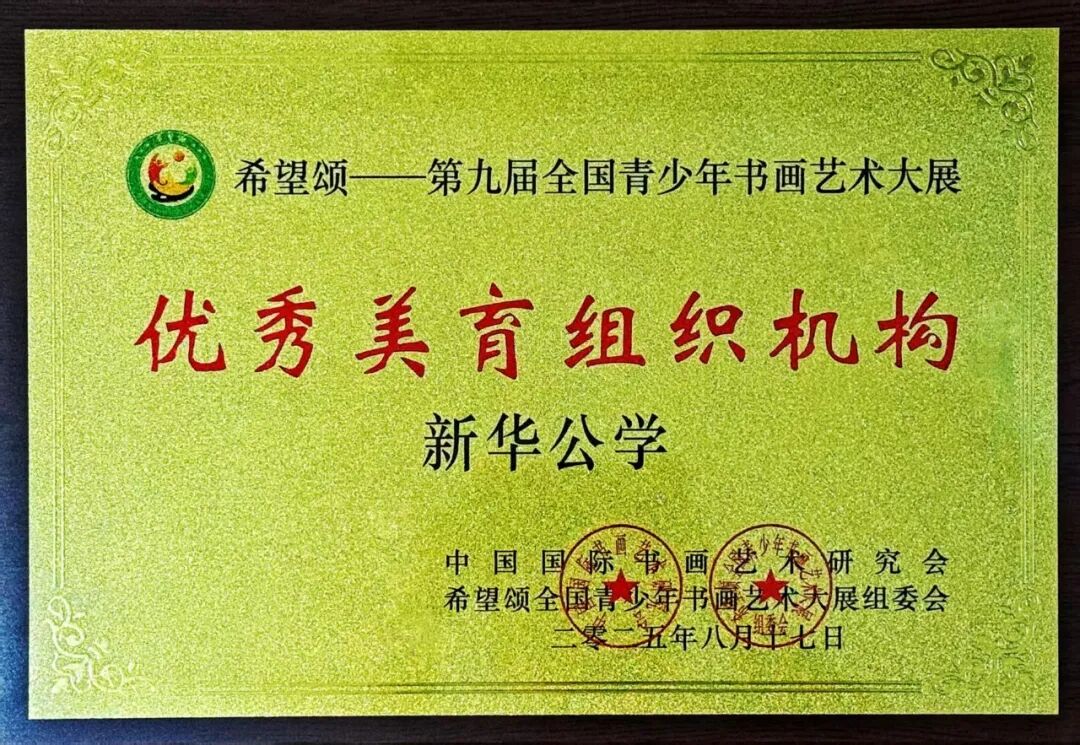 希望颂——第九届全国青少年书画艺术大展
优秀美育组织机构
新华公学
中国国际书画艺术研究会
希望颂全国青少年书画艺术大展组委会
二零二五年八月十七日
组委会